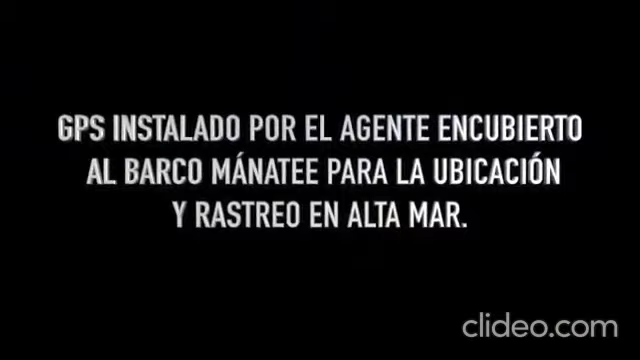 GPS INSTALADO POR EL AGENTE ENCUBIERTO
AL BARCO MÁNATEE PARA LA UBICACIÓN
Y RASTREO EN ALTA MAR.
clideo.com